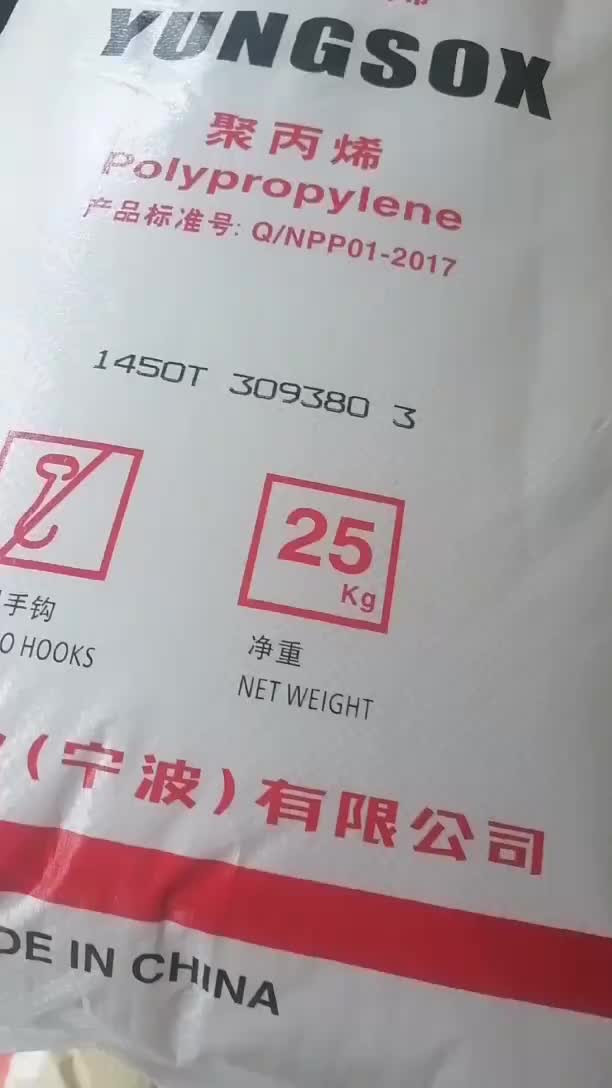 YUNGSOX
聚丙烯
Polypropylene
产品标准号: Q/NPP01-2017
1450T 309380 3
手钩
O HOOKS
25
Kg
净重
NET WEIGHT
(宁波)有限公司
DE IN CHINA